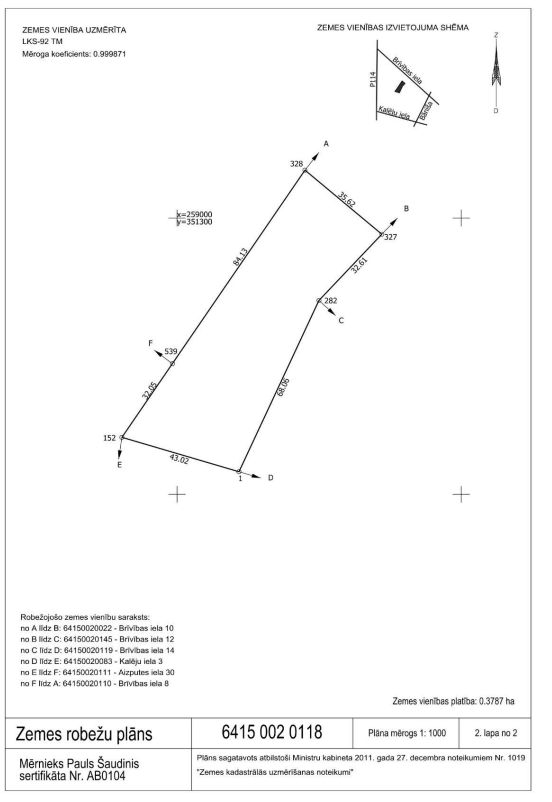 ZEMES VIENĪBA UZMĒRĪTA
LKS-92 TM
Mēroga koeficients: 0.999871
ZEMES VIENĪBAS IZVIETOJUMA SHĒMA
Z
Brīvības iela
P114
Kalēju iela
Bāriņa
D
A
328
35.62
B
x=259000
y=351300
327
84.13
32.61
282
C
F
539
68.06
32.05
152
43.02
E
1
D
Robežojošo zemes vienību saraksts:
no A līdz B: 64150020022 - Brīvības iela 10
no B līdz C: 64150020145 - Brīvības iela 12
no C līdz D: 64150020119 - Brīvības iela 14
no D līdz E: 64150020083 - Kalēju iela 3
no E līdz F: 64150020111 - Aizputes iela 30
no F līdz A: 64150020110 - Brīvības iela 8
Zemes vienības platība: 0.3787 ha
Zemes robežu plāns
6415 002 0118
Plāna mērogs 1: 1000
2. lapa no 2
Mērnieks Pauls Šaudinis
sertifikāta Nr. AB0104
Plāns sagatavots atbilstoši Ministru kabineta 2011. gada 27. decembra noteikumiem Nr. 1019
"Zemes kadastrālās uzmērīšanas noteikumi"